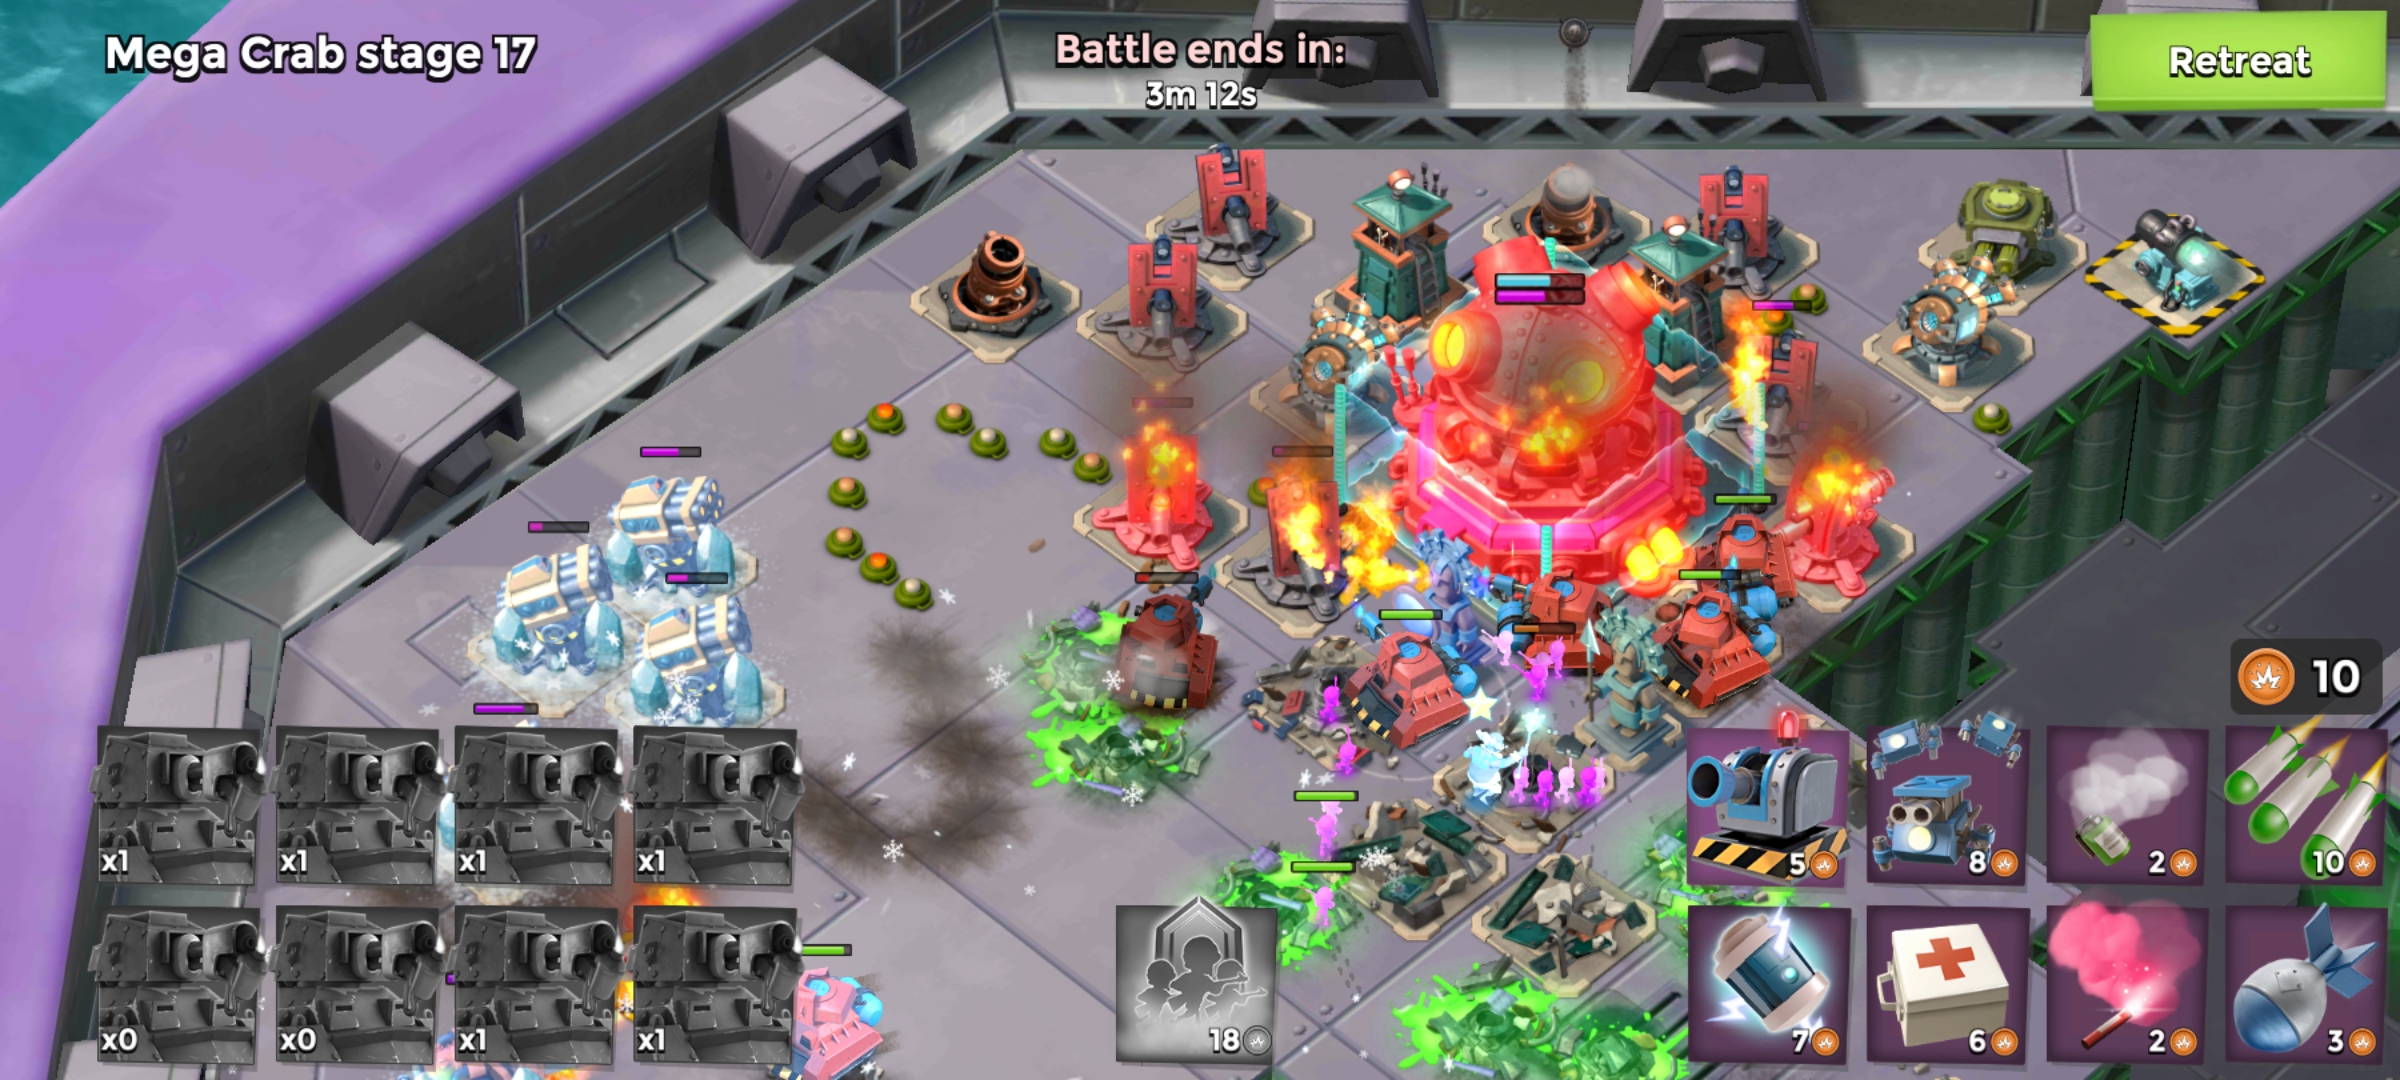 Mega Crab stage 17
Battle ends in:
3m 12s
Retreat
10
x1
x1
x1
x1
5
8
2
10
x0
x0
x1
x1
18
7
6
2
3